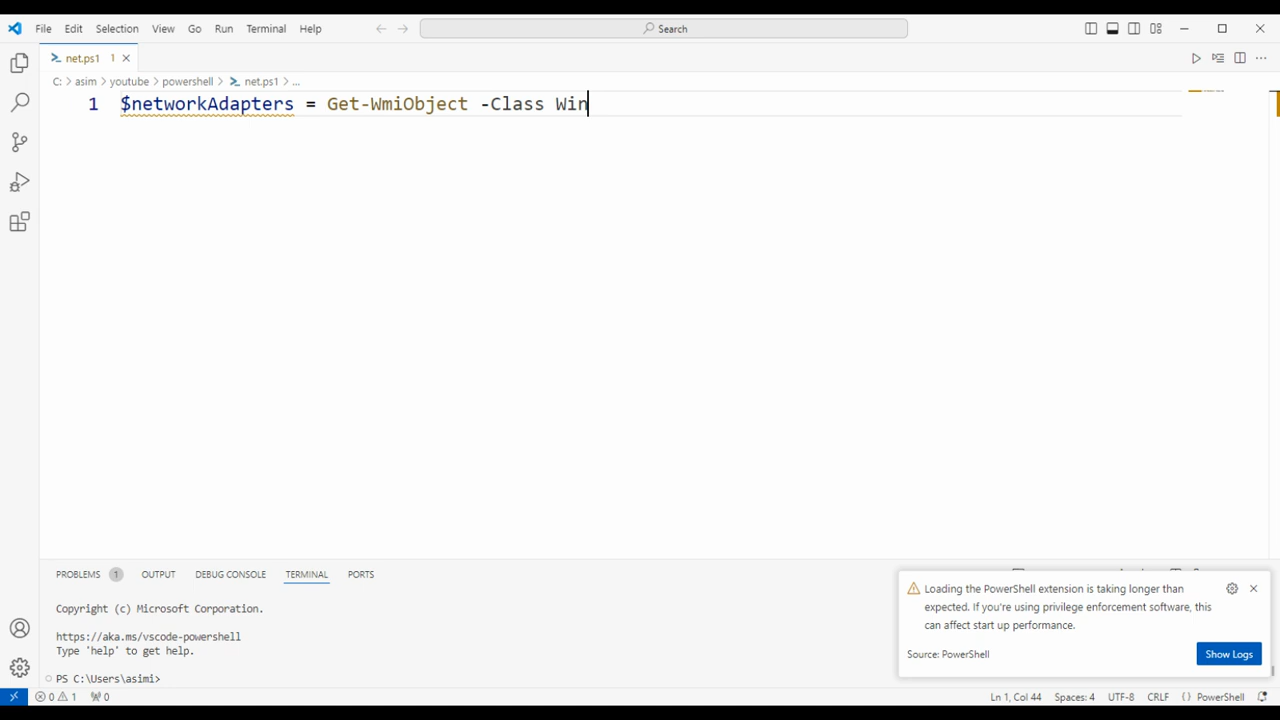 File Edit Selection View Go Run Terminal Help
Search
net.ps1 1
C: > asim > youtube > powershell > net.ps1 > ...
1 $networkAdapters = Get-WmiObject -Class Win
PROBLEMS 1 OUTPUT DEBUG CONSOLE TERMINAL PORTS
Copyright (c) Microsoft Corporation.
https://aka.ms/vscode-powershell
Type 'help' to get help.
PS C:\Users\asimi>
Loading the PowerShell extension is taking longer than
expected. If you're using privilege enforcement software, this
can affect start up performance.
Source: PowerShell
Show Logs
0 1 0
Ln 1, Col 44 Spaces: 4 UTF-8 CRLF { } PowerShell